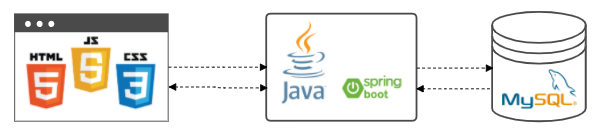 HTML
JS
CSS
5
5
3
Java
spring
boot
MySQL®